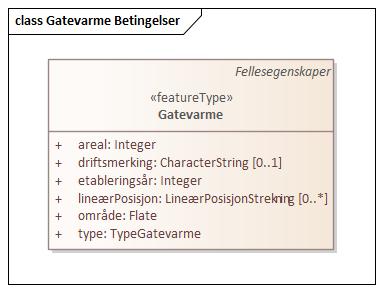 class Gatevarme Betingelser
Fellesegenskaper
«featureType»
Gatevarme
+ areal: Integer
+ driftsmerking: CharacterString [0..1]
+ etableringsår: Integer
+ lineærPosisjon: LineærPosisjonStrekning [0..*]
+ område: Flate
+ type: TypeGatevarme